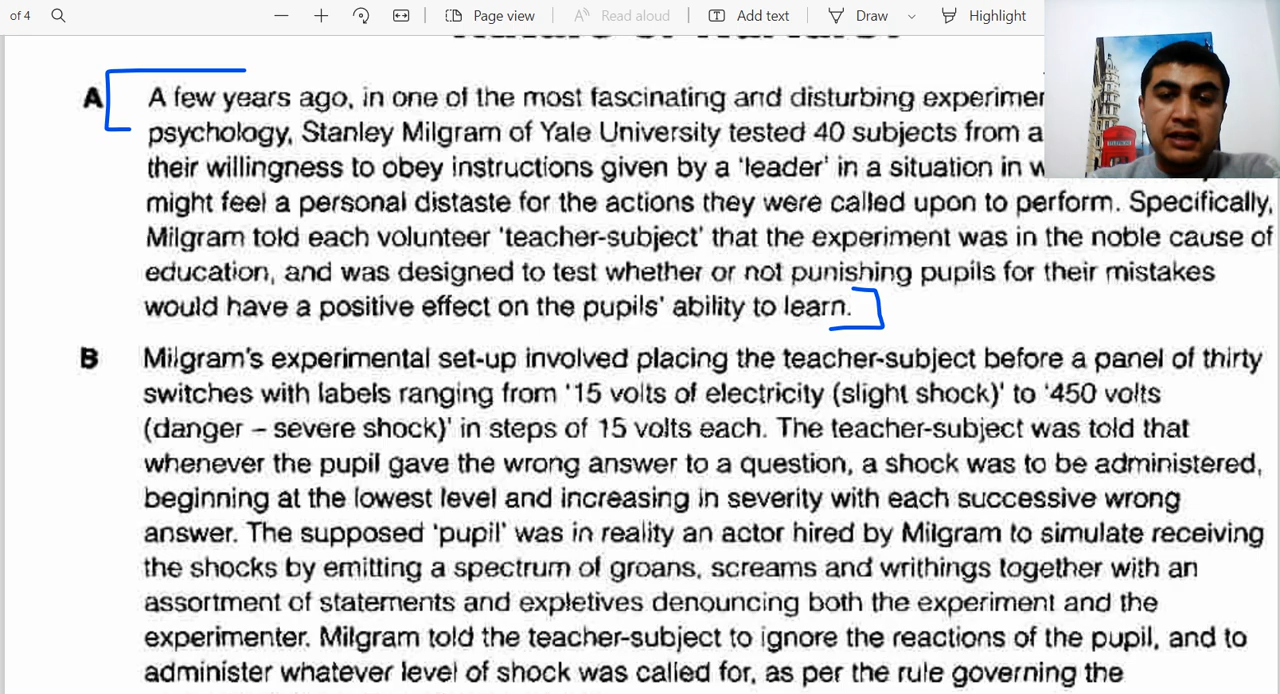 of 4 Page view Read aloud Add text Draw Highlight
A A few years ago, in one of the most fascinating and disturbing
psychology, Stanley Milgram of Yale University tested 40 subjects from a
their willingness to obey instructions given by a 'leader' in a situation in
might feel a personal distaste for the actions they were called upon to perform. Specifically,
Milgram told each volunteer 'teacher-subject' that the experiment was in the noble cause of
education, and was designed to test whether or not punishing pupils for their mistakes
would have a positive effect on the pupils' ability to learn.
B Milgram's experimental set-up involved placing the teacher-subject before a panel of thirty
switches with labels ranging from '15 volts of electricity (slight shock)' to '450 volts
(danger – severe shock)' in steps of 15 volts each. The teacher-subject was told that
whenever the pupil gave the wrong answer to a question, a shock was to be administered,
beginning at the lowest level and increasing in severity with each successive wrong
answer. The supposed 'pupil' was in reality an actor hired by Milgram to simulate receiving
the shocks by emitting a spectrum of groans, screams and writhings together with an
assortment of statements and expletives denouncing both the experiment and the
experimenter. Milgram told the teacher-subject to ignore the reactions of the pupil, and to
administer whatever level of shock was called for, as per the rule governing the
TELEPHONE